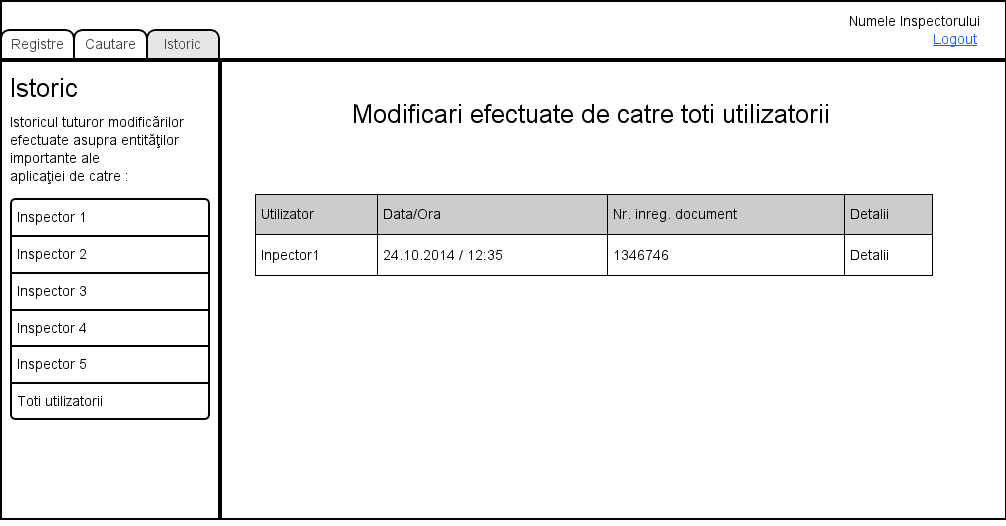 Numele Inspectorului
Logout
Registre Cautare Istoric
Istoric
Istoricul tuturor modificărilor
efectuate asupra entităţilor
importante ale
aplicaţiei de catre :
Inspector 1
Inspector 2
Inspector 3
Inspector 4
Inspector 5
Toti utilizatorii
Modificari efectuate de catre toti utilizatorii
Utilizator Data/Ora Nr. inreg. document Detalii
Inpector1 24.10.2014 / 12:35 1346746 Detalii